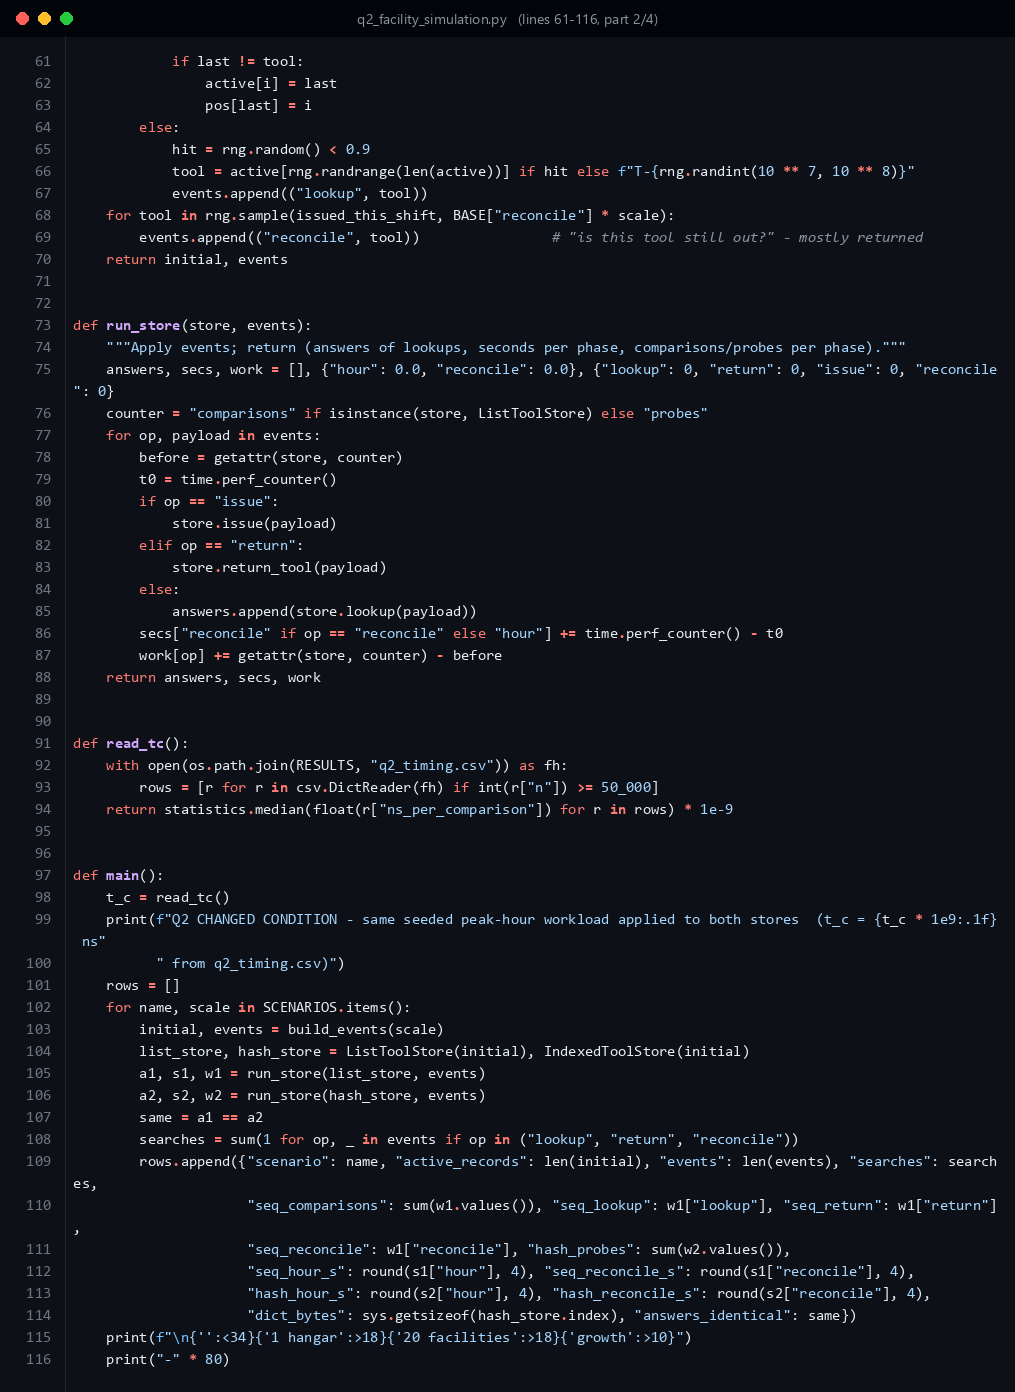 q2_facility_simulation.py   (lines 61-116, part 2/4)
61            if last != tool:
62                active[i] = last
63                pos[last] = i
64        else:
65            hit = rng.random() < 0.9
66            tool = active[rng.randrange(len(active))] if hit else f"T-{rng.randint(10 ** 7, 10 ** 8)}"
67            events.append(("lookup", tool))
68    for tool in rng.sample(issued_this_shift, BASE["reconcile"] * scale):
69        events.append(("reconcile", tool))                # "is this tool still out?" - mostly returned
70    return initial, events
71
72
73 def run_store(store, events):
74    """Apply events; return (answers of lookups, seconds per phase, comparisons/probes per phase)."""
75    answers, secs, work = [], {"hour": 0.0, "reconcile": 0.0}, {"lookup": 0, "return": 0, "issue": 0, "reconcile
": 0}
76    counter = "comparisons" if isinstance(store, ListToolStore) else "probes"
77    for op, payload in events:
78        before = getattr(store, counter)
79        t0 = time.perf_counter()
80        if op == "issue":
81            store.issue(payload)
82        elif op == "return":
83            store.return_tool(payload)
84        else:
85            answers.append(store.lookup(payload))
86        secs["reconcile" if op == "reconcile" else "hour"] += time.perf_counter() - t0
87        work[op] += getattr(store, counter) - before
88    return answers, secs, work
89
90
91 def read_tc():
92    with open(os.path.join(RESULTS, "q2_timing.csv")) as fh:
93        rows = [r for r in csv.DictReader(fh) if int(r["n"]) >= 50_000]
94    return statistics.median(float(r["ns_per_comparison"]) for r in rows) * 1e-9
95
96
97 def main():
98    t_c = read_tc()
99    print(f"Q2 CHANGED CONDITION - same seeded peak-hour workload applied to both stores  (t_c = {t_c * 1e9:.1f}
 ns"
100          " from q2_timing.csv)")
101    rows = []
102    for name, scale in SCENARIOS.items():
103        initial, events = build_events(scale)
104        list_store, hash_store = ListToolStore(initial), IndexedToolStore(initial)
105        a1, s1, w1 = run_store(list_store, events)
106        a2, s2, w2 = run_store(hash_store, events)
107        same = a1 == a2
108        searches = sum(1 for op, _ in events if op in ("lookup", "return", "reconcile"))
109        rows.append({"scenario": name, "active_records": len(initial), "events": len(events), "searches": search
es,
110                     "seq_comparisons": sum(w1.values()), "seq_lookup": w1["lookup"], "seq_return": w1["return"]
,
111                     "seq_reconcile": w1["reconcile"], "hash_probes": sum(w2.values()),
112                     "seq_hour_s": round(s1["hour"], 4), "seq_reconcile_s": round(s1["reconcile"], 4),
113                     "hash_hour_s": round(s2["hour"], 4), "hash_reconcile_s": round(s2["reconcile"], 4),
114                     "dict_bytes": sys.getsizeof(hash_store.index), "answers_identical": same})
115    print(f"\n{'':<34}{'1 hangar':>18}{'20 facilities':>18}{'growth':>10}")
116    print("-" * 80)